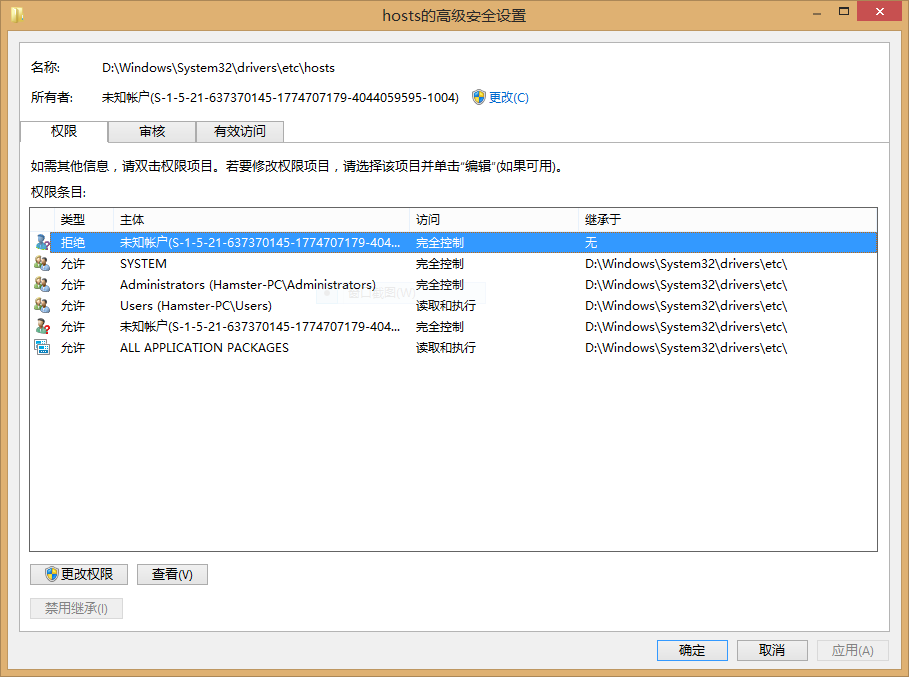 hosts的高级安全设置
名称: D:\Windows\System32\drivers\etc\hosts
所有者: 未知帐户(S-1-5-21-637370145-1774707179-4044059595-1004) 更改(C)
权限 审核 有效访问
如需其他信息，请双击权限项目。若要修改权限项目，请选择该项目并单击“编辑”(如果可用)。
权限条目:
类型 主体 访问 继承于
拒绝 未知帐户(S-1-5-21-637370145-1774707179-404... 完全控制 无
允许 SYSTEM 完全控制 D:\Windows\System32\drivers\etc\
允许 Administrators (Hamster-PC\Administrators) 完全控制 D:\Windows\System32\drivers\etc\
允许 Users (Hamster-PC\Users) 读取和执行 D:\Windows\System32\drivers\etc\
允许 未知帐户(S-1-5-21-637370145-1774707179-404... 完全控制 D:\Windows\System32\drivers\etc\
允许 ALL APPLICATION PACKAGES 读取和执行 D:\Windows\System32\drivers\etc\
更改权限 查看(V)
禁用继承(I)
确定 取消 应用(A)